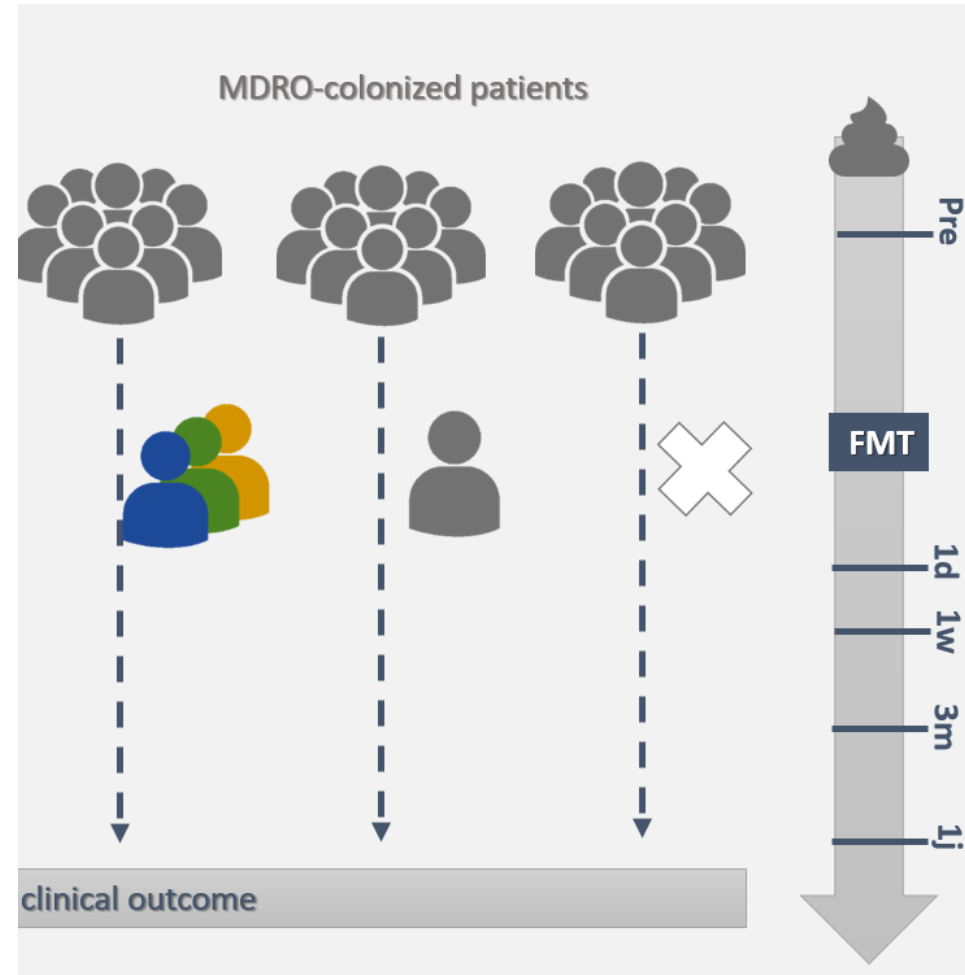 MDRO-colonized patients
Pre
FMT
1d
1w
3m
1j
clinical outcome